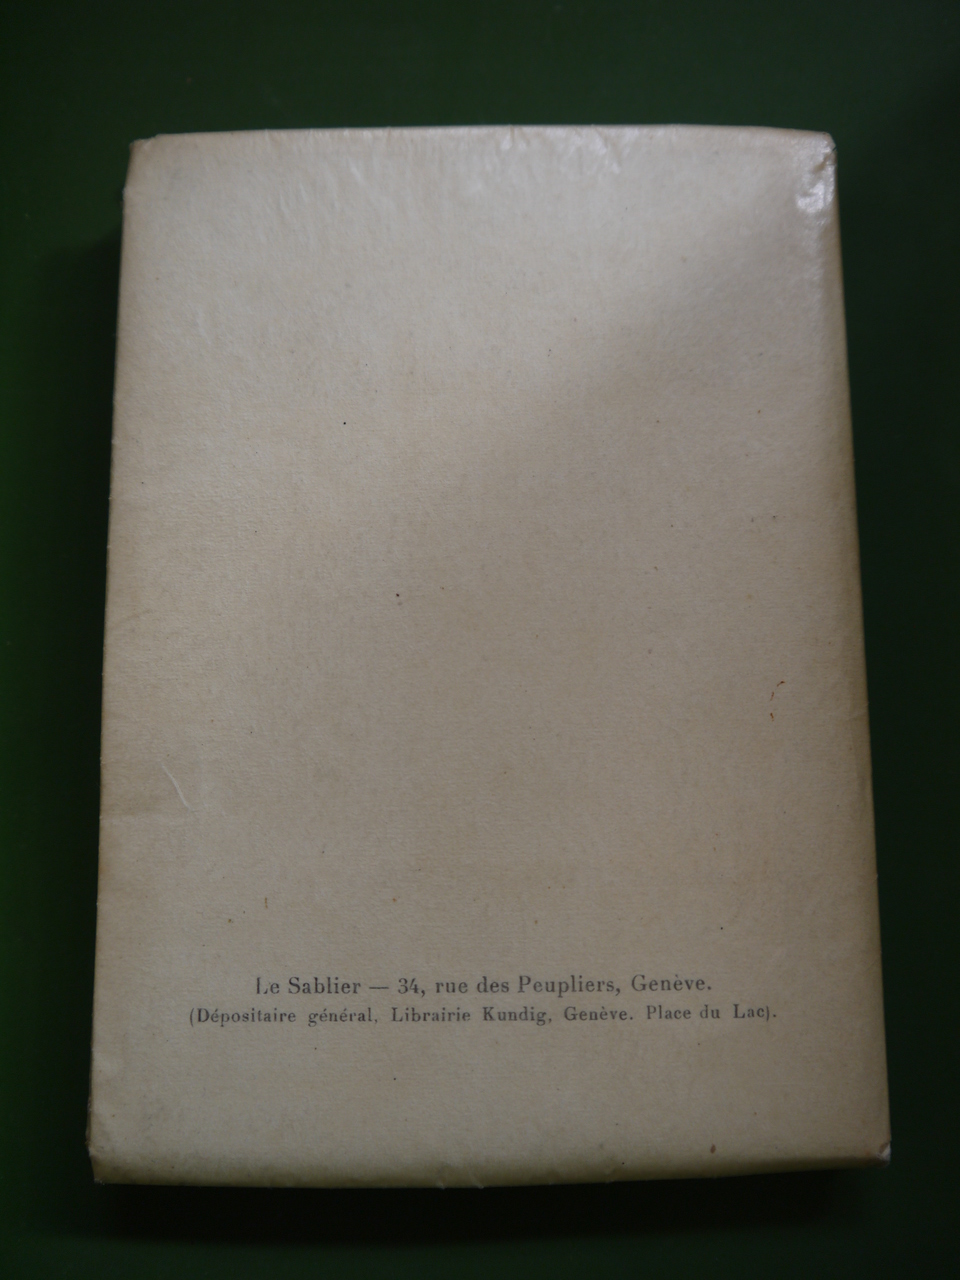 Le Sablier — 34, rue des Peupliers, Genève.
(Dépositaire général, Librairie Kundig, Genève. Place du Lac).